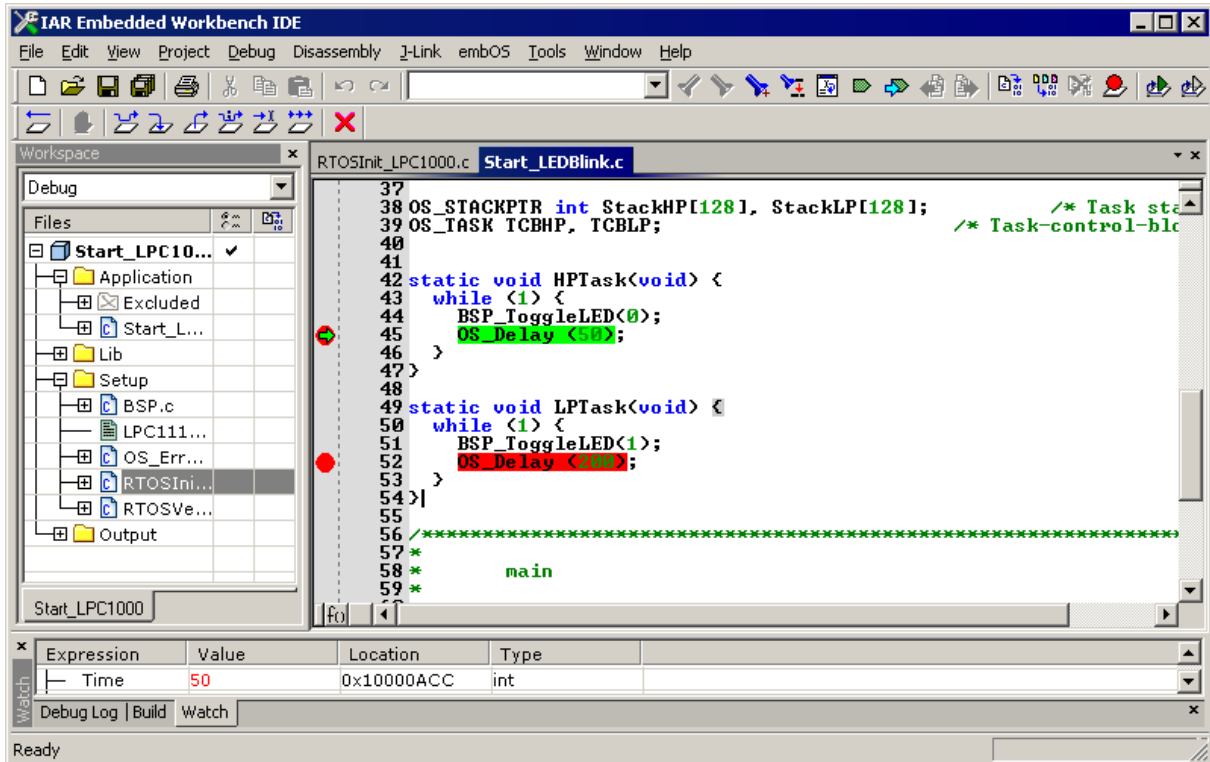 IAR Embedded Workbench IDE
File Edit View Project Debug Disassembly J-Link embOS Tools Window Help
Workspace
RTOSInit_LPC1000.c Start_LEDBlink.c
Debug
Files
Start_LPC10...
Application
Excluded
Start_L...
Lib
Setup
BSP.c
LPC111...
OS_Err...
RTOSIni...
RTOSVe...
Output
Start_LPC1000
37
38 OS_STACKPTR int StackHP[128], StackLP[128]; /* Task sta
39 OS_TASK TCBHP, TCBLP; /* Task-control-blc
40
41
42 static void HPTask(void) {
43 while (1) {
44 BSP_ToggleLED(0);
45 OS_Delay (50);
46 }
47 }
48
49 static void LPTask(void) {
50 while (1) {
51 BSP_ToggleLED(1);
52 OS_Delay (200);
53 }
54 }
55
56 /*****************************************************************
57 *
58 * main
59 *
Expression Value Location Type
Time 50 0x10000ACC int
Watch
Debug Log Build Watch
Ready